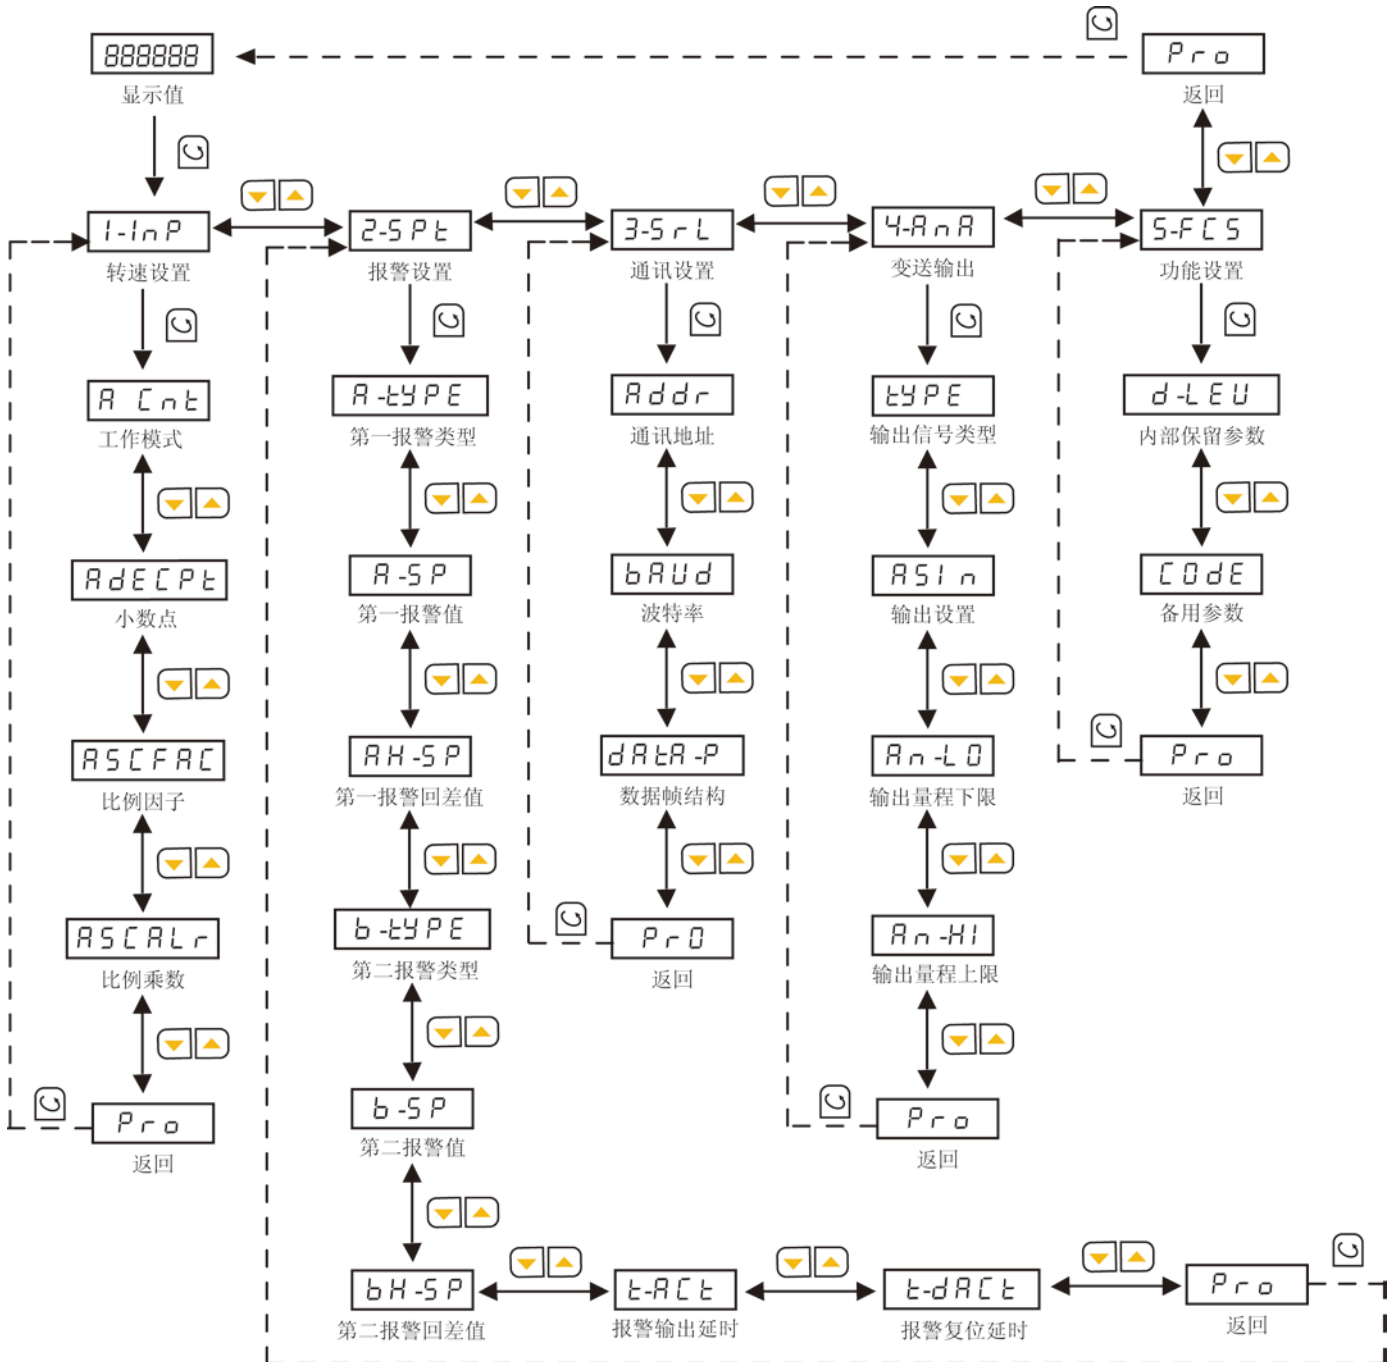 888888
Pro
显示值
返回
1-InP
2-SPt
3-SrL
4-AnA
5-FCS
转速设置
报警设置
通讯设置
变送输出
功能设置
A Cnt
A-tYPE
Addr
tYPE
d-LEU
工作模式
第一报警类型
通讯地址
输出信号类型
内部保留参数
AdECPt
A-SP
bAUd
ASIn
C0dE
小数点
第一报警值
波特率
输出设置
备用参数
ASCFAC
AH-SP
dAtA-P
An-L0
Pro
比例因子
第一报警回差值
数据帧结构
输出量程下限
返回
ASCALr
b-tYPE
Pr0
An-HI
比例乘数
第二报警类型
返回
输出量程上限
Pro
b-SP
Pro
返回
第二报警值
返回
bH-SP
t-ACt
t-dACt
Pro
第二报警回差值
报警输出延时
报警复位延时
返回